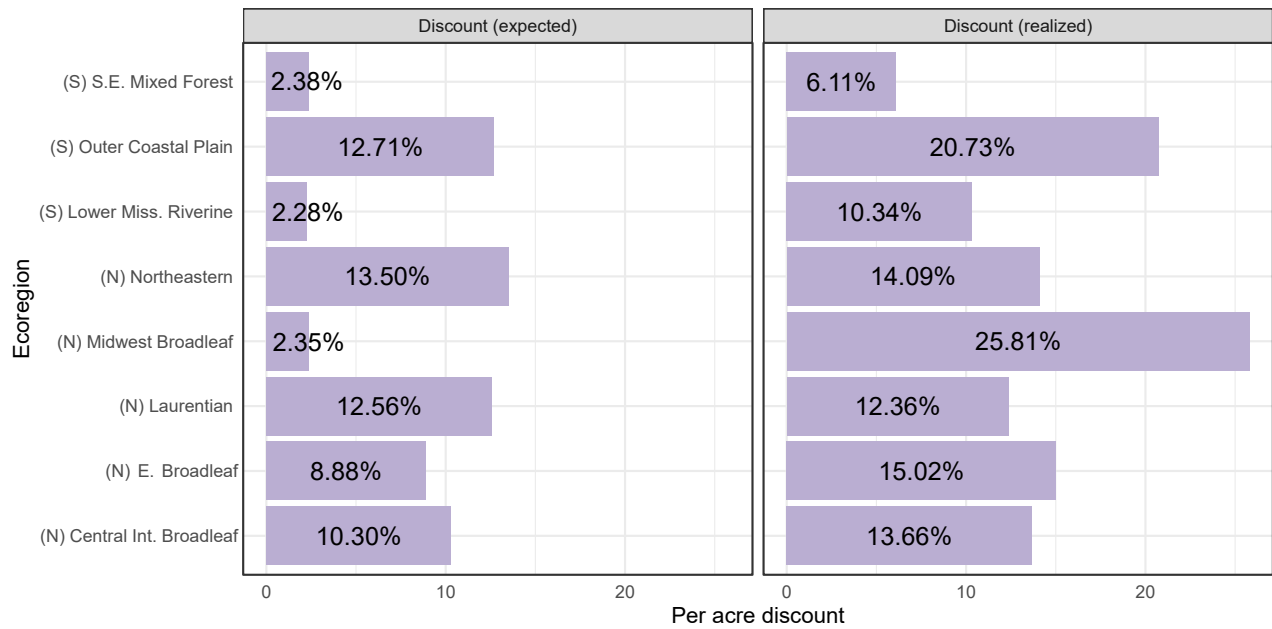 Discount (expected)
Discount (realized)
Ecoregion
(S) S.E. Mixed Forest
2.38%
6.11%
(S) Outer Coastal Plain
12.71%
20.73%
(S) Lower Miss. Riverine
2.28%
10.34%
(N) Northeastern
13.50%
14.09%
(N) Midwest Broadleaf
2.35%
25.81%
(N) Laurentian
12.56%
12.36%
(N) E. Broadleaf
8.88%
15.02%
(N) Central Int. Broadleaf
10.30%
13.66%
0 10 20
0 10 20
Per acre discount